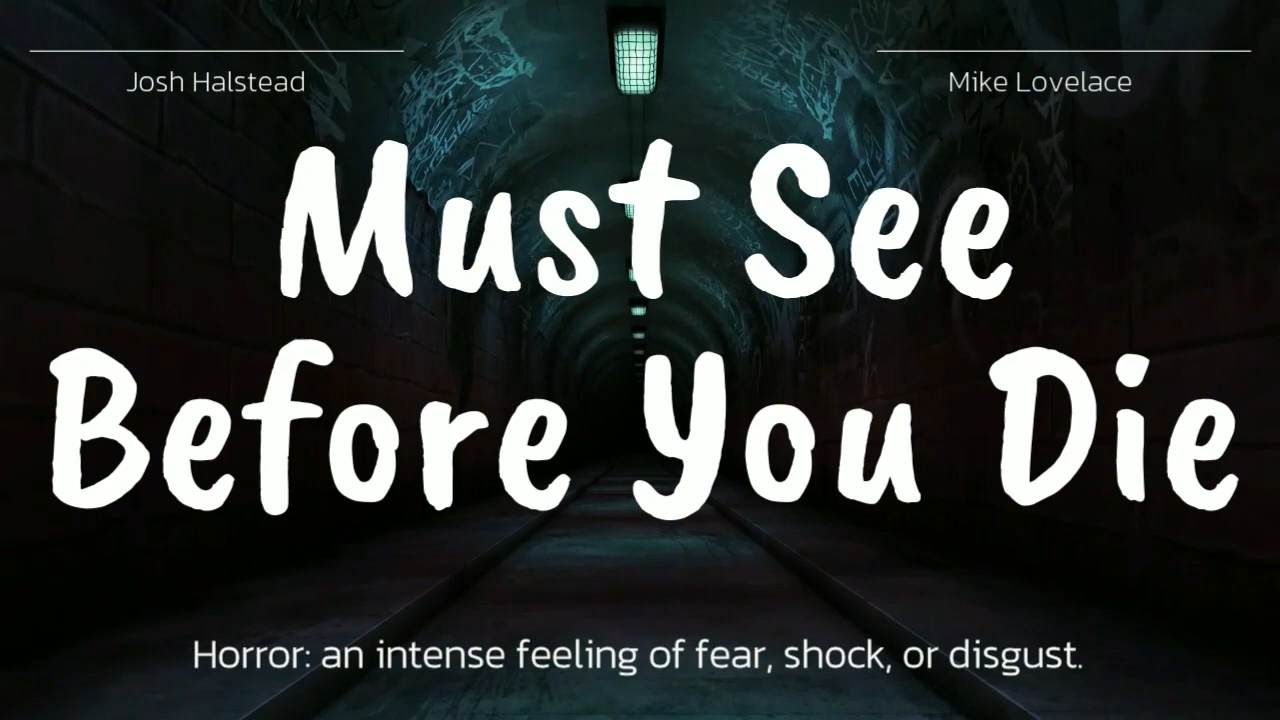 Josh Halstead
Mike Lovelace
Must See
Before You Die
Horror: an intense feeling of fear, shock, or disgust.